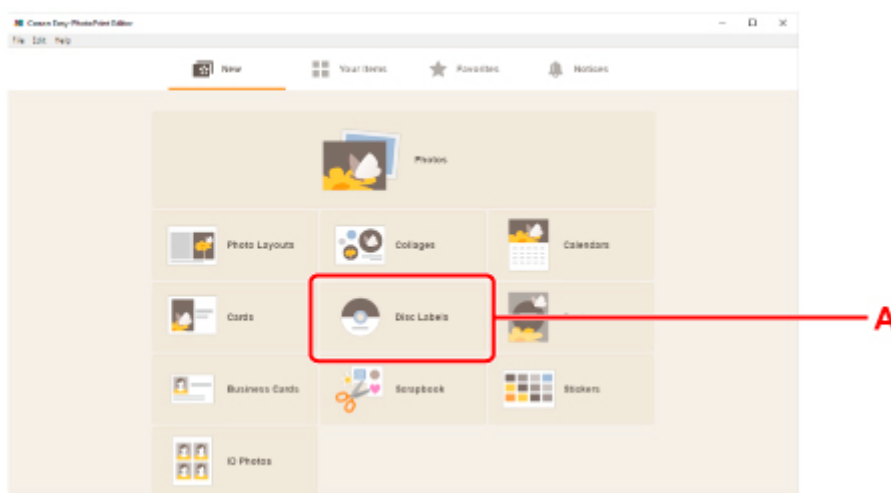 Canon Easy-PhotoPrint Editor
File Edit Help
New Your Items Favorites Notices
Photos
Photo Layouts Collages Calendars
Cards Disc Labels
A
Business Cards Scrapbook Stickers
ID Photos